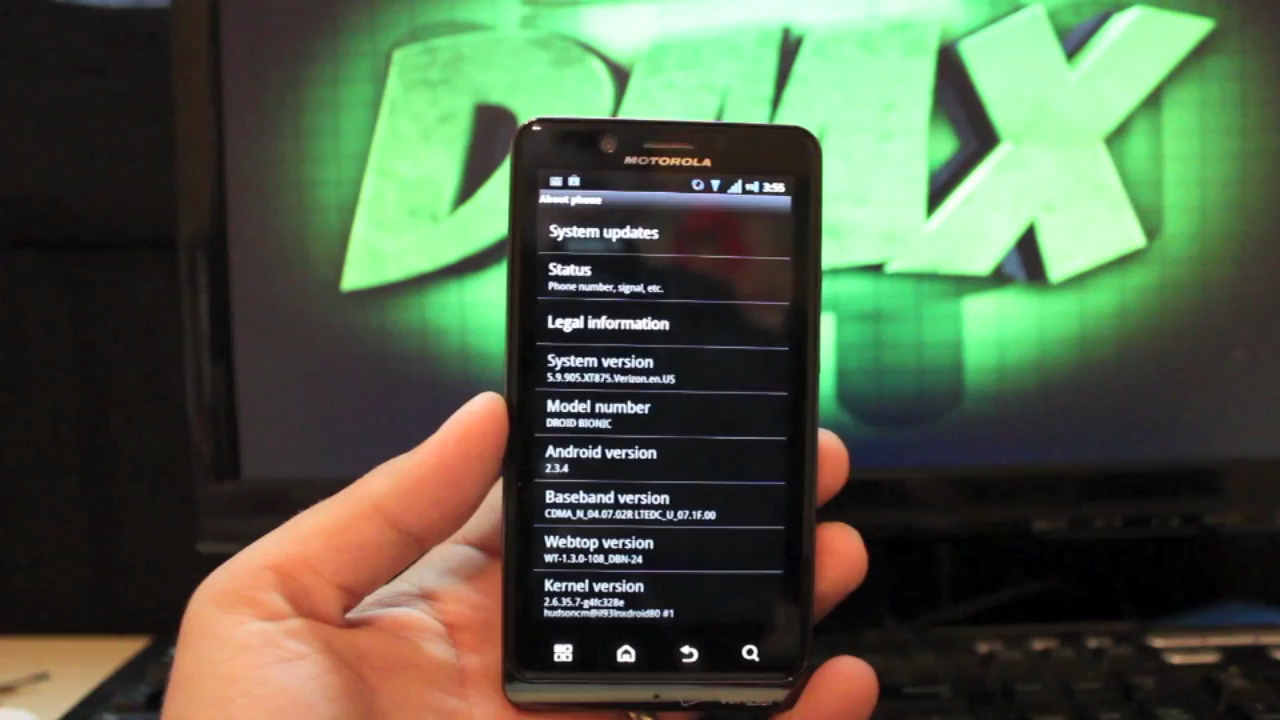 DMX
MOTOROLA
3:55
About phone
System updates
Status
Phone number, signal, etc.
Legal information
System version
5.9.905.XT875.Verizon.en.US
Model number
DROID BIONIC
Android version
2.3.4
Baseband version
CDMA_N_04.07.02R LTEDC_U_07.1F.00
Webtop version
WT-1.3.0-108_DBN-24
Kernel version
2.6.35.7-g4fc328e
hudsoncm@il93lnxdroid80 #1